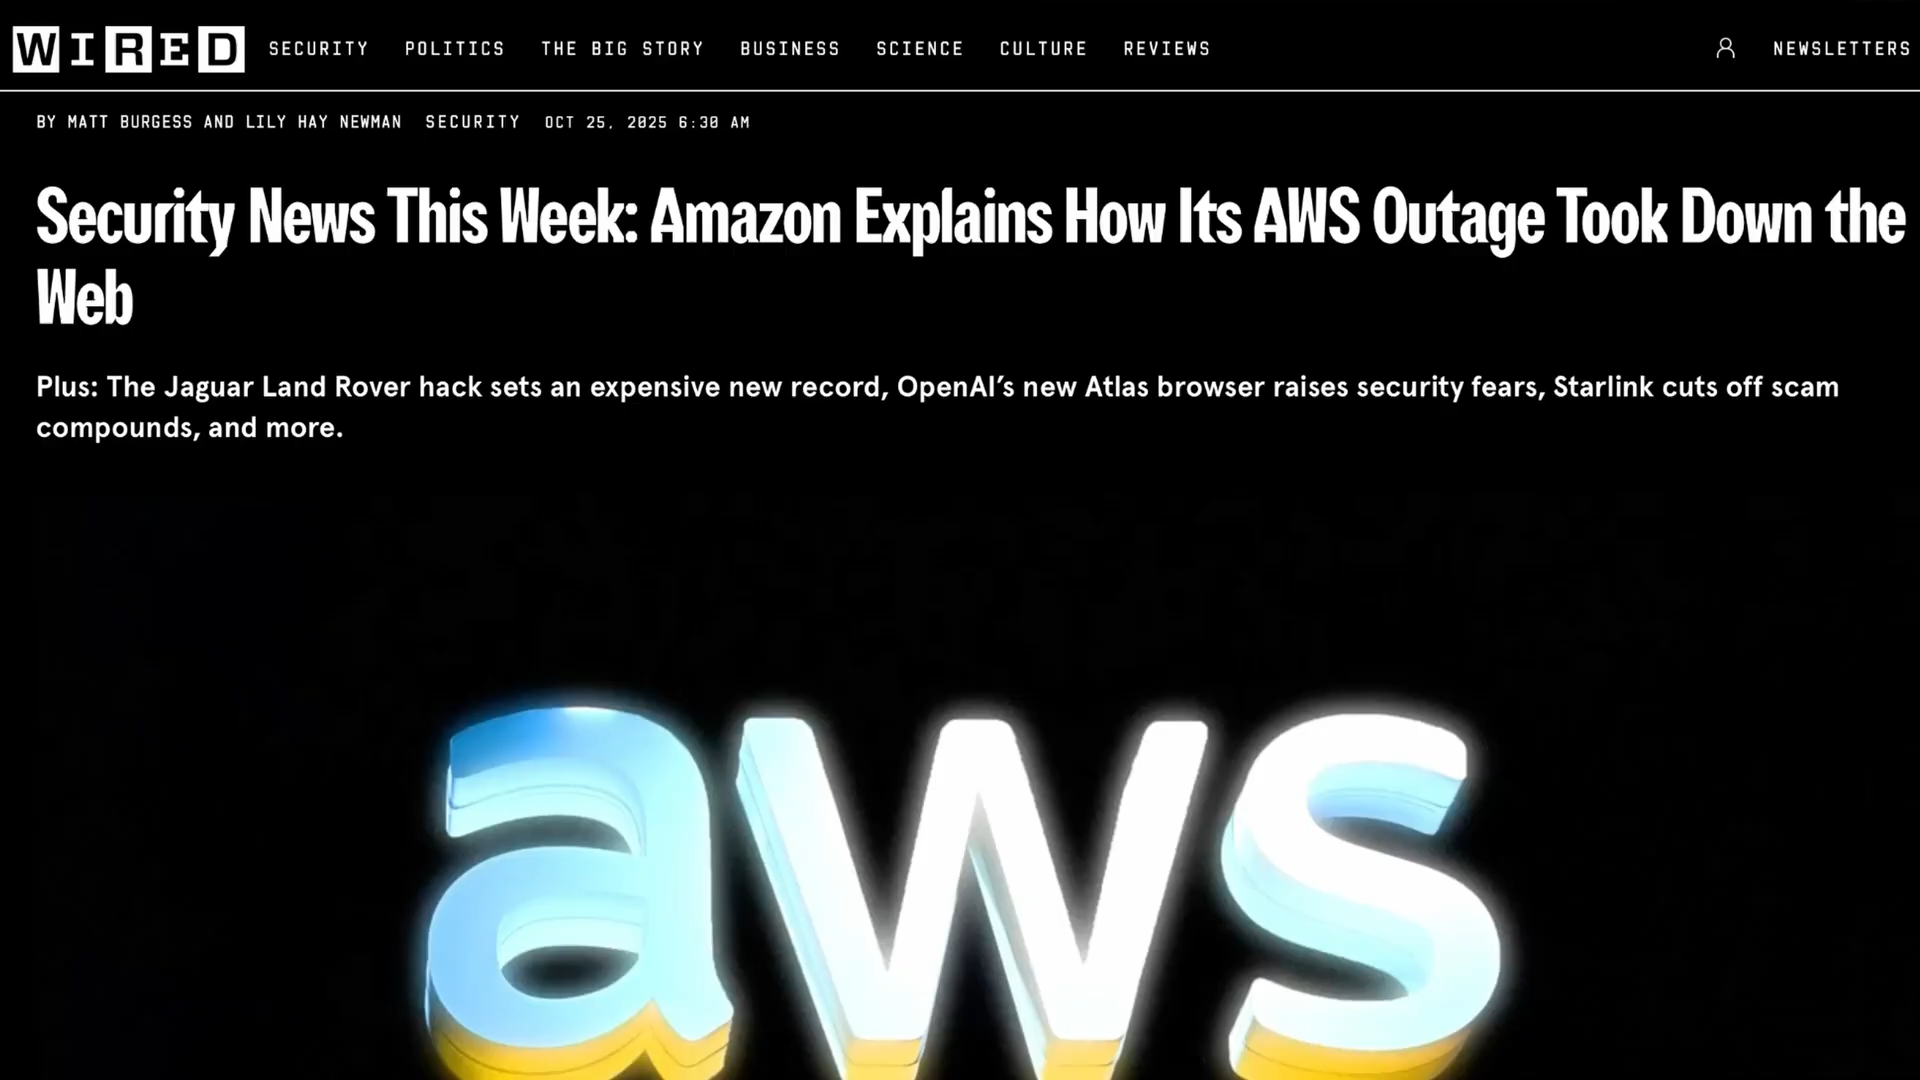 WIRED SECURITY POLITICS THE BIG STORY BUSINESS SCIENCE CULTURE REVIEWS NEWSLETTERS
BY MATT BURGESS AND LILY HAY NEWMAN SECURITY OCT 25, 2025 6:30 AM
Security News This Week: Amazon Explains How Its AWS Outage Took Down the
Web
Plus: The Jaguar Land Rover hack sets an expensive new record, OpenAI’s new Atlas browser raises security fears, Starlink cuts off scam
compounds, and more.
aws